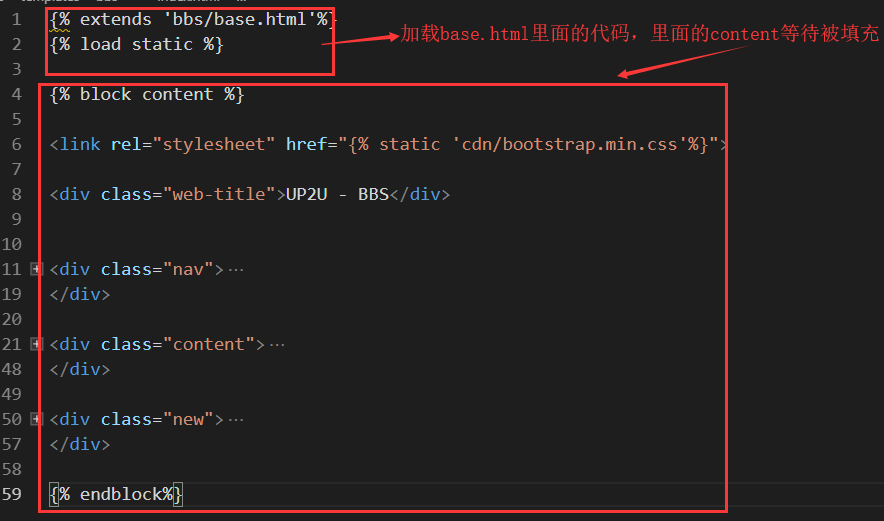 1 {% extends 'bbs/base.html'%}
2 {% load static %}
加载base.html里面的代码，里面的content等待被填充
3
4 {% block content %}
5
6 <link rel="stylesheet" href="{% static 'cdn/bootstrap.min.css'%}">
7
8 <div class="web-title">UP2U - BBS</div>
9
10
11 <div class="nav">…
19 </div>
20
21 <div class="content">…
48 </div>
49
50 <div class="new">…
57 </div>
58
59 {% endblock%}